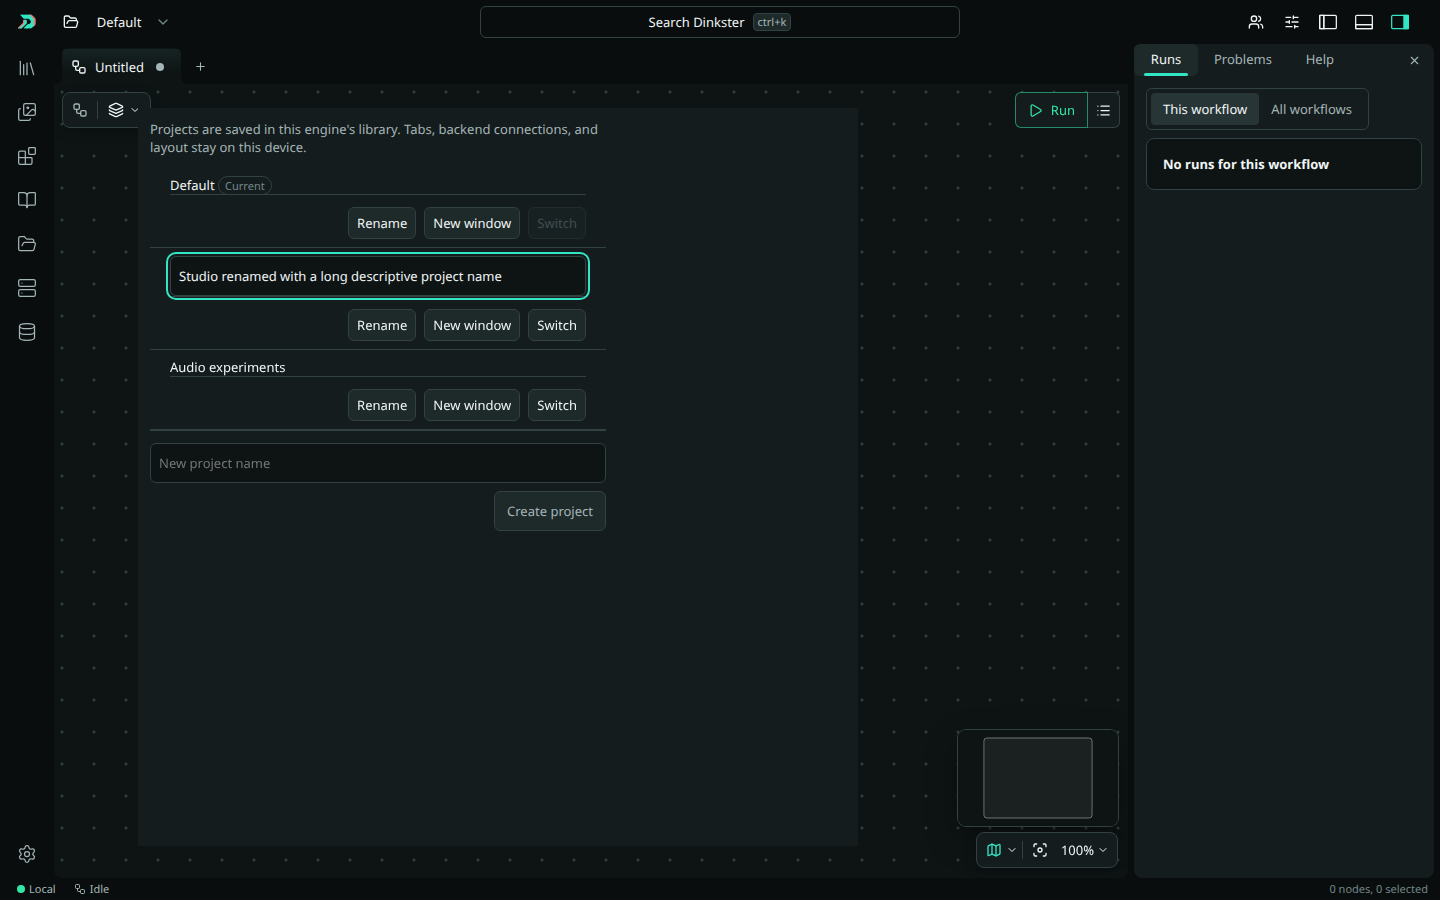 Default
Search Dinkster ctrl+k
Untitled
Run
Runs Problems Help
This workflow All workflows
No runs for this workflow
Projects are saved in this engine's library. Tabs, backend connections, and
layout stay on this device.
Default Current
Rename New window Switch
Studio renamed with a long descriptive project name
Rename New window Switch
Audio experiments
Rename New window Switch
New project name
Create project
100%
Local Idle
0 nodes, 0 selected